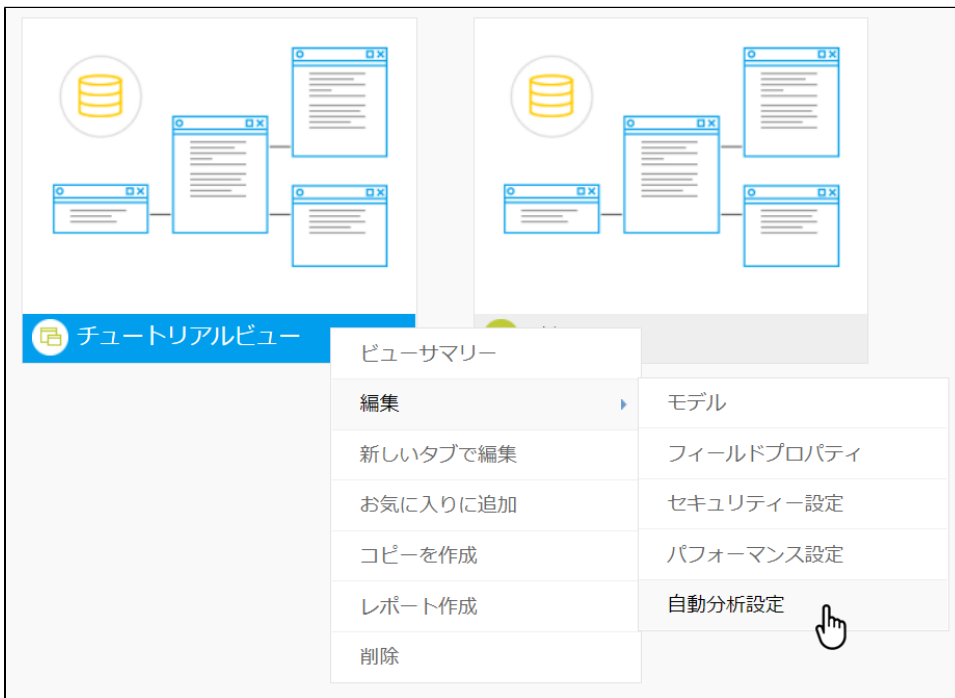 チュートリアルビュー
ビューサマリー
編集
新しいタブで編集
お気に入りに追加
コピーを作成
レポート作成
削除
モデル
フィールドプロパティ
セキュリティー設定
パフォーマンス設定
自動分析設定